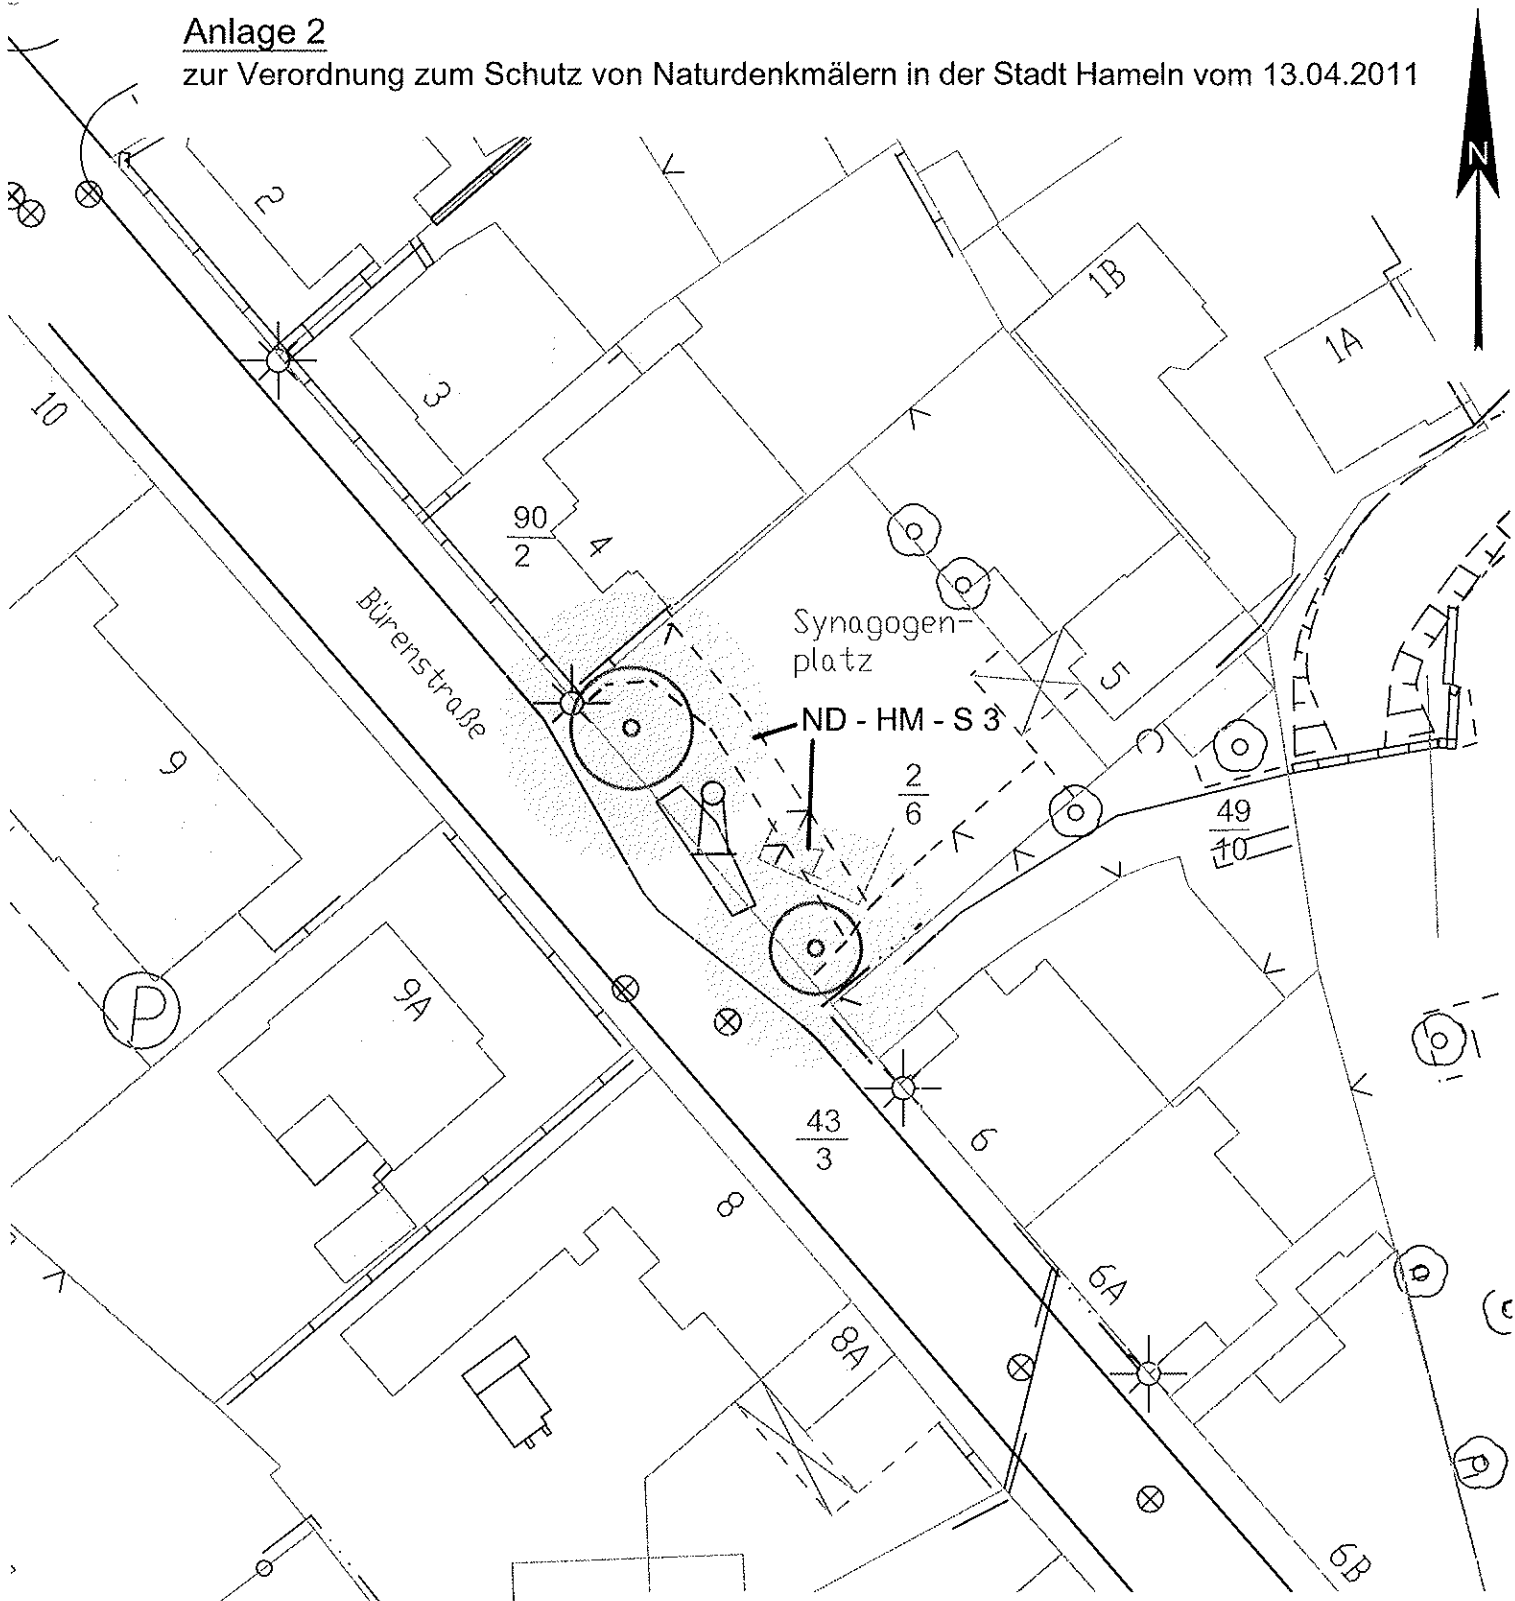 Anlage 2
zur Verordnung zum Schutz von Naturdenkmälern in der Stadt Hameln vom 13.04.2011
N
2
1B
1A
3
10
90
2
4
Bürenstraße
Synagogen-
platz
5
ND - HM - S 3
C
9
2
6
49
10
P
9A
43
3
6
8
6A
8A
6B